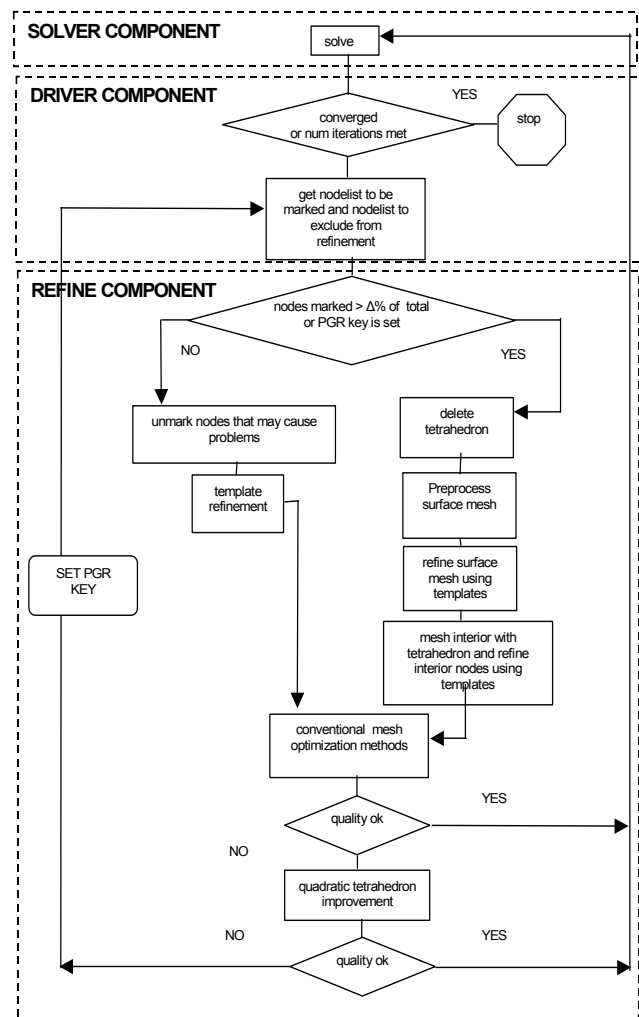 SOLVER COMPONENT
solve
DRIVER COMPONENT
YES
converged
or num iterations met
stop
get nodelist to be
marked and nodelist to
exclude from
refinement
REFINE COMPONENT
nodes marked > Δ% of total
or PGR key is set
NO
YES
unmark nodes that may cause
problems
delete
tetrahedron
template
refinement
Preprocess
surface mesh
SET PGR
KEY
refine surface
mesh using
templates
mesh interior with
tetrahedron and refine
interior nodes using
templates
conventional mesh
optimization methods
YES
quality ok
NO
quadratic tetrahedron
improvement
NO
YES
quality ok